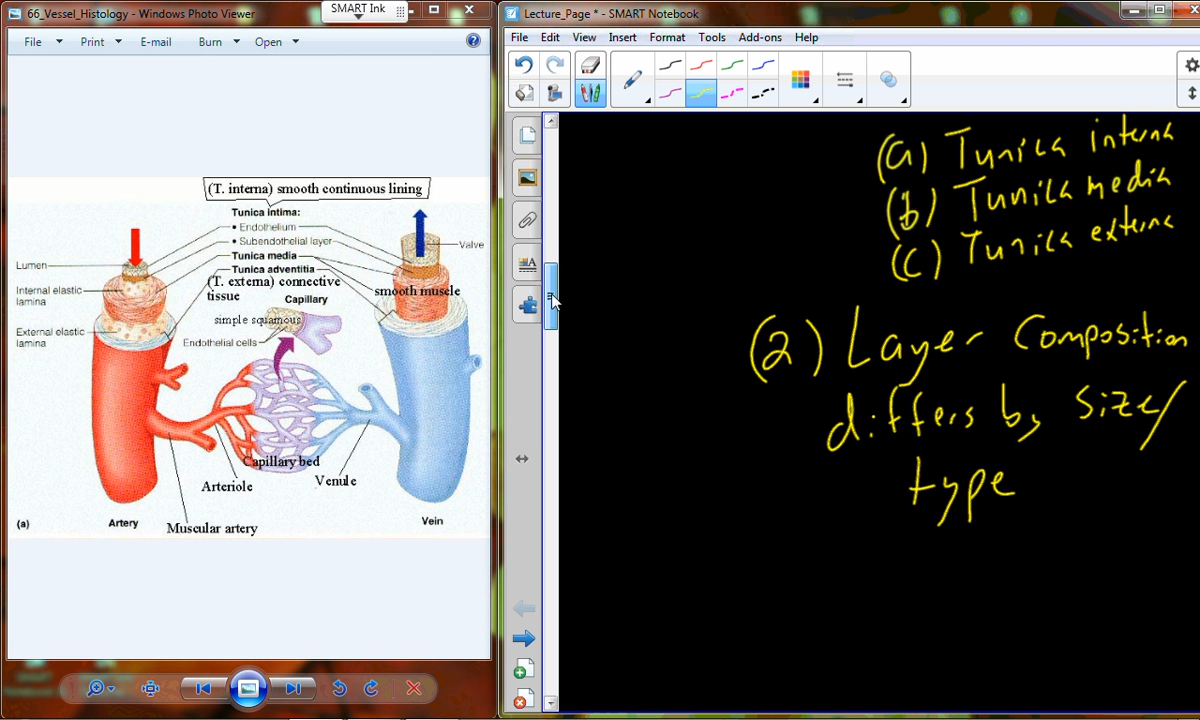 66_Vessel_Histology - Windows Photo Viewer
SMART Ink
File Print E-mail Burn Open
(T. interna) smooth continuous lining
Tunica intima:
• Endothelium
• Subendothelial layer
Tunica media
Tunica adventitia
(T. externa) connective
tissue
Capillary
simple squamous
Endothelial cells
Lumen
Internal elastic
lamina
External elastic
lamina
Valve
smooth muscle
Capillary bed
Arteriole
Venule
Muscular artery
(a)
Artery
Vein
Lecture_Page * - SMART Notebook
File Edit View Insert Format Tools Add-ons Help
(a) Tunica interna
(b) Tunica media
(c) Tunica externa
(2) Layer Composition
differs by size/
type